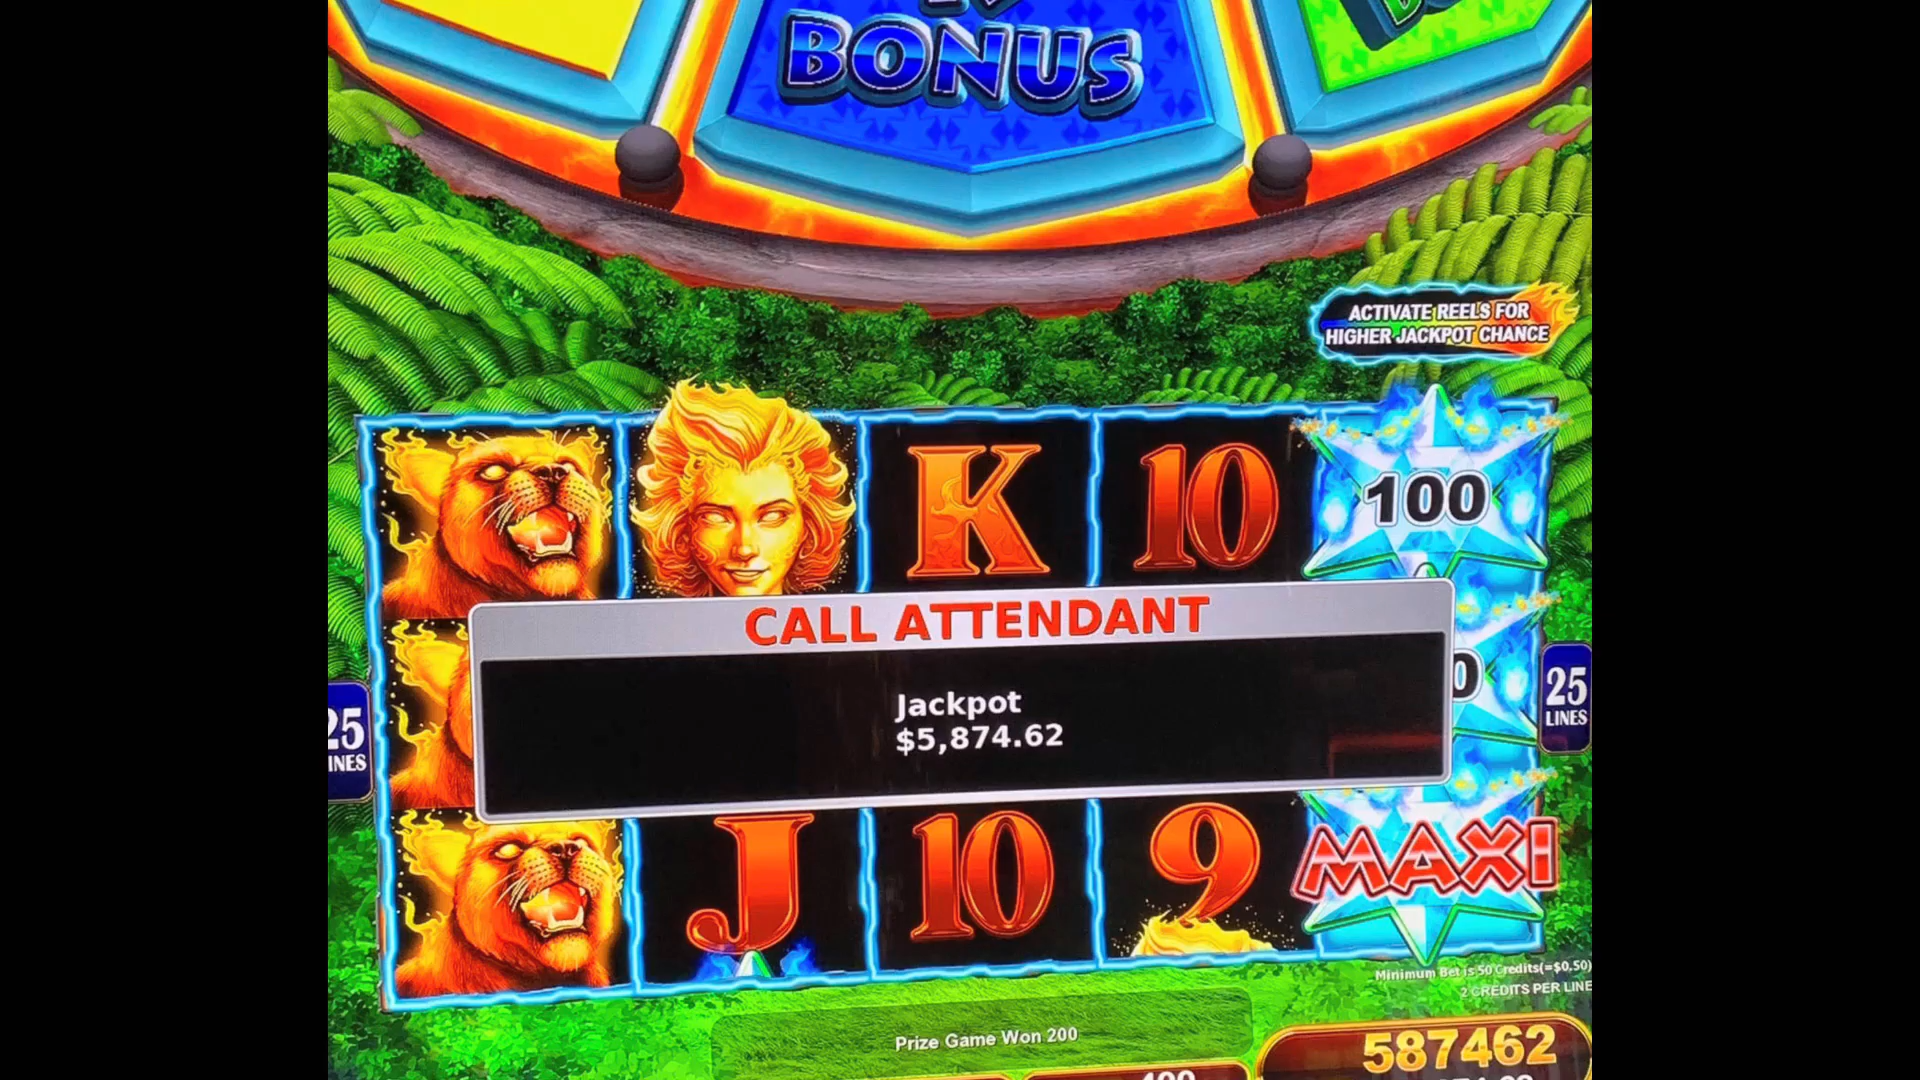 BONUS
ACTIVATE REELS FOR
HIGHER JACKPOT CHANCE
K
10
100
CALL ATTENDANT
Jackpot
$5,874.62
0
25
LINES
25
INES
J
10
9
MAXI
Minimum Bet is 50 Credits(=$0.50)
2 CREDITS PER LINE
Prize Game Won 200
587462